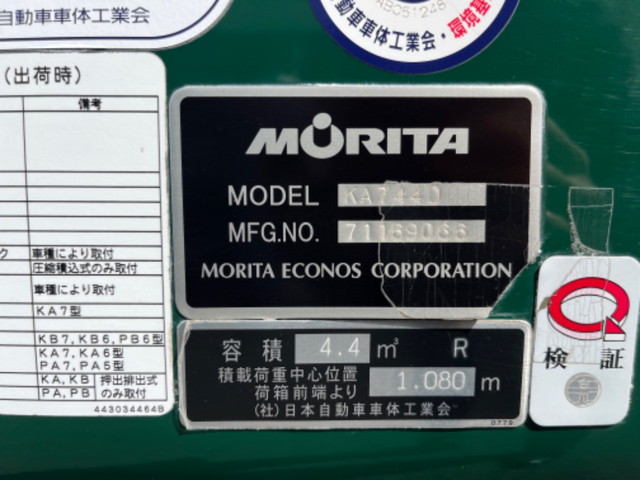 自動車車体工業会
ABC51248
自動車車体工業会・環境基
（出荷時）
備考
ク 車種により取付
圧縮積込式のみ取付
車種により取付
KA7型
KB7,KB6,PB6型
KA7,KA6型
PA7,PA5型
KA,KB 押出排出式
PA,PB のみ取付
443034464B
MORITA
MODEL KA7440
MFG.NO. 71169066
MORITA ECONOS CORPORATION
容積 4.4 m³ R
積載荷重中心位置
荷箱前端より 1.080 m
(社)日本自動車車体工業会
0779
検 証